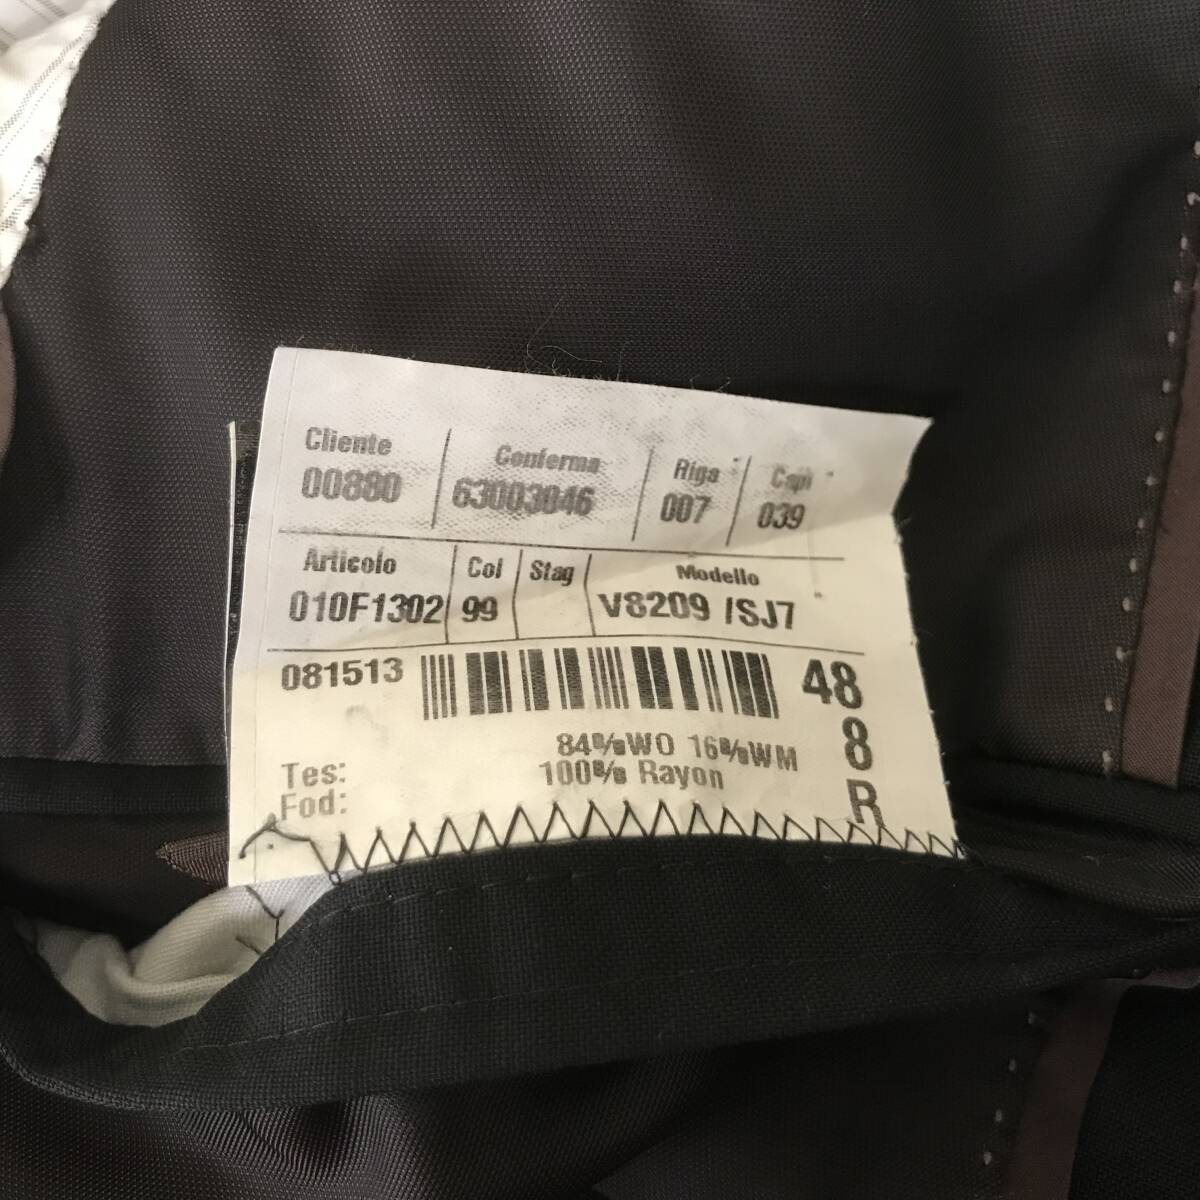 Cliente Conferma Riga Capi
00880 63003046 007 039
Articolo Col Stag Modello
010F1302 99 V8209 /SJ7
081513 48
84%WO 16%WM 8
Tes: 100% Rayon
Fod: R